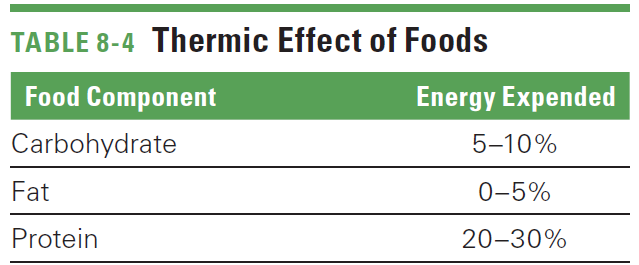 TABLE 8-4 Thermic Effect of Foods
Food Component Energy Expended
Carbohydrate 5–10%
Fat 0–5%
Protein 20–30%